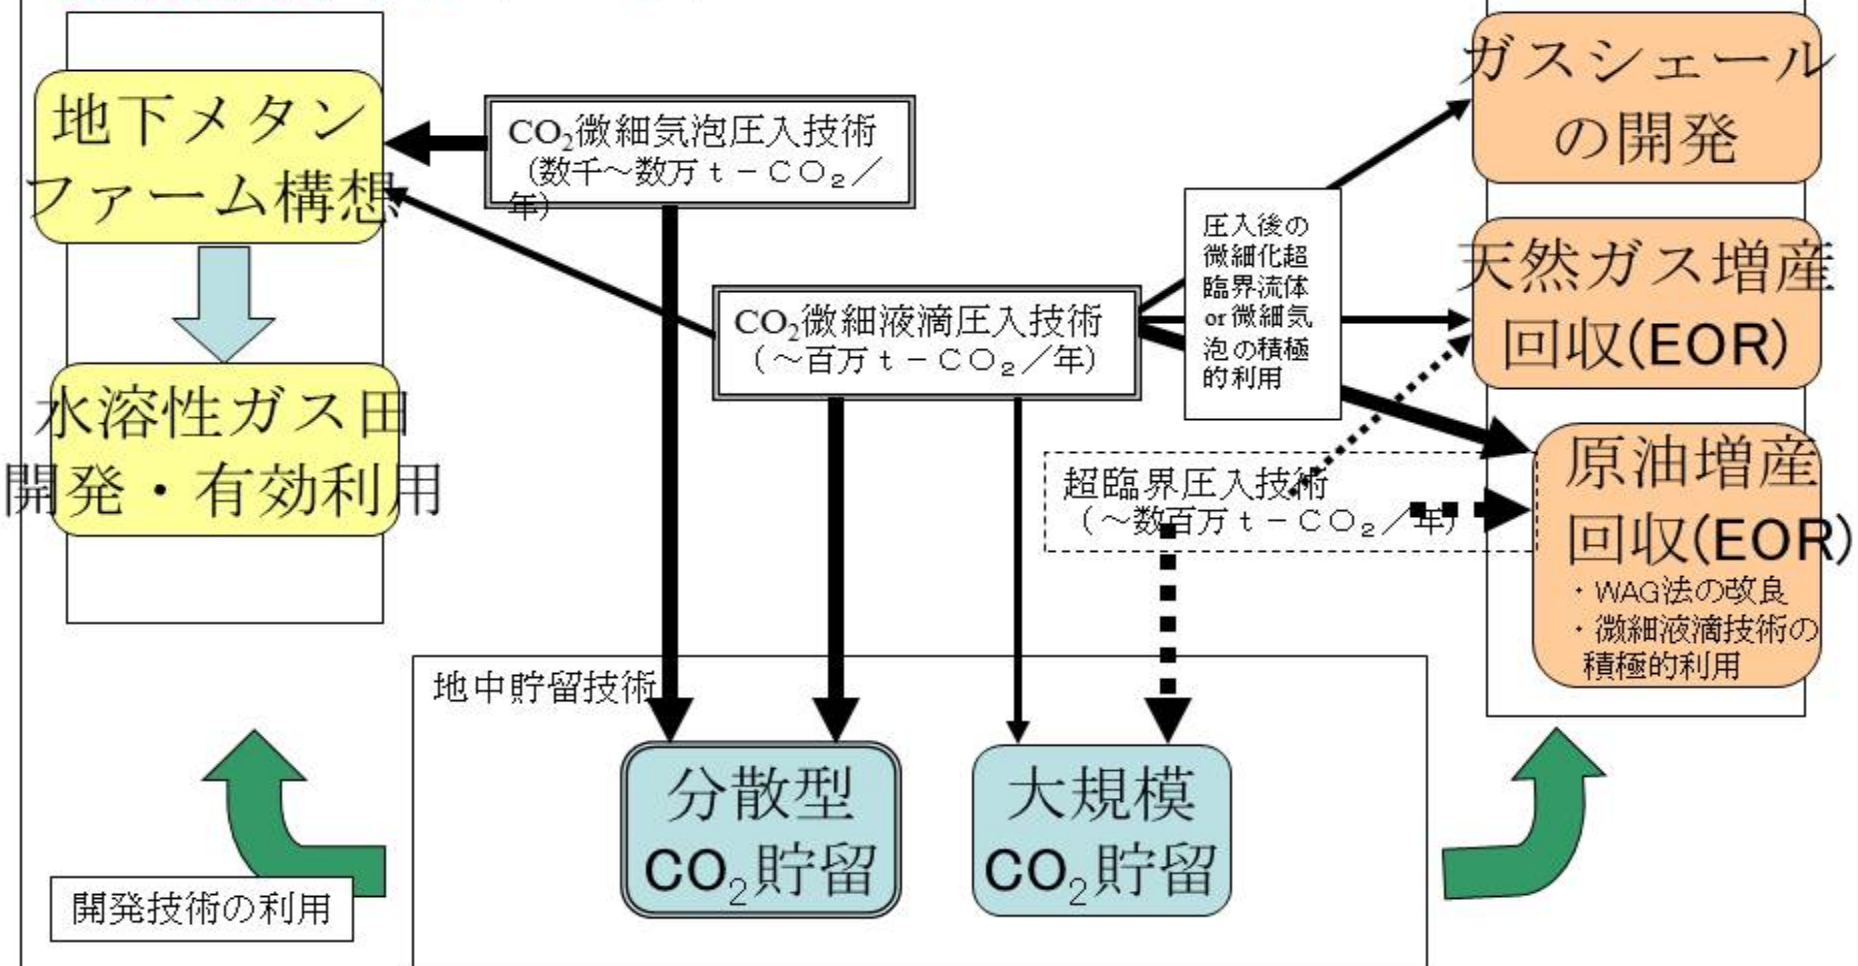 地下メタン
ファーム構想
水溶性ガス田
開発・有効利用
CO₂微細気泡圧入技術
（数千～数万ｔ－ＣＯ₂／
年）
CO₂微細液滴圧入技術
（～百万ｔ－ＣＯ₂／年）
圧入後の
微細化超
臨界流体
or微細気
泡の積極
的利用
超臨界圧入技術
（～数百万ｔ－ＣＯ₂／年）
ガスシェール
の開発
天然ガス増産
回収(EOR)
原油増産
回収(EOR)
・WAG法の改良
・微細液滴技術の
積極的利用
地中貯留技術
分散型
CO₂貯留
大規模
CO₂貯留
開発技術の利用